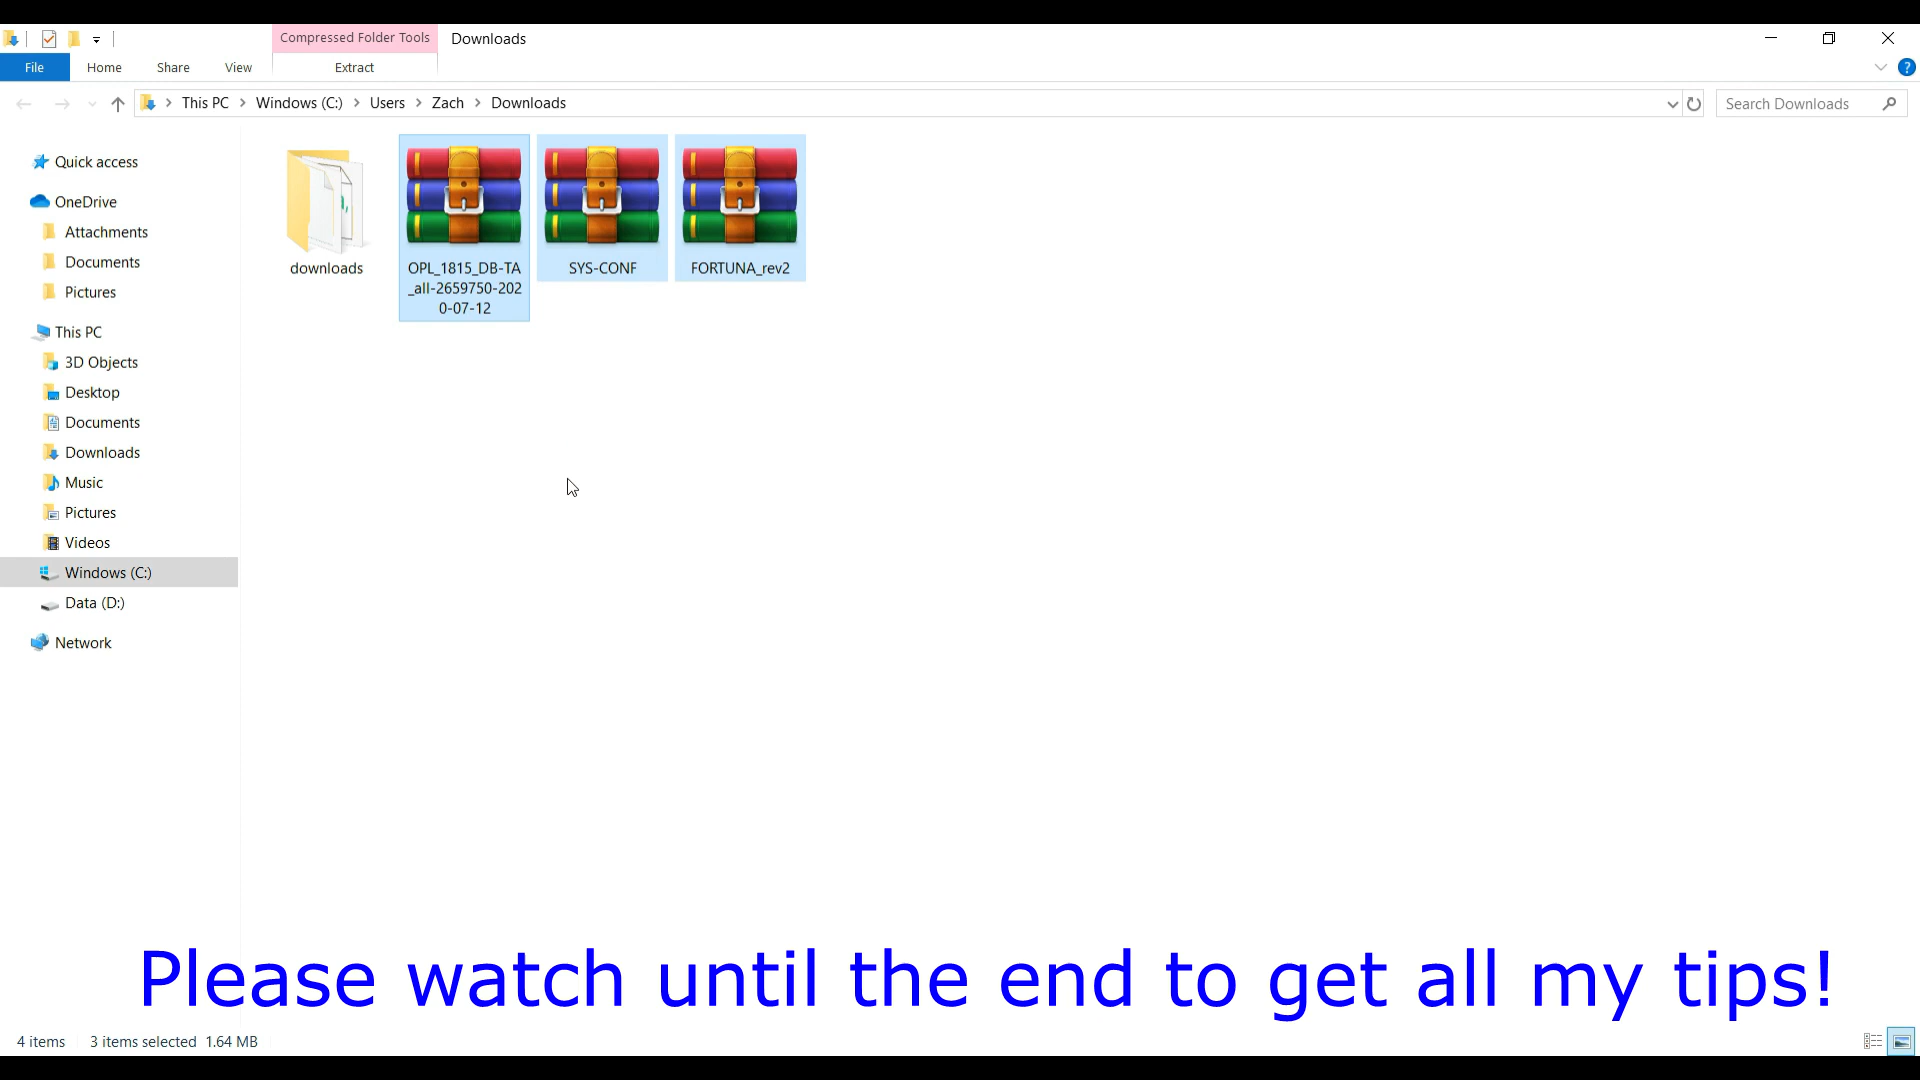 Compressed Folder Tools
Downloads
File
Home
Share
View
Extract
This PC
Windows (C:)
Users
Zach
Downloads
Search Downloads
Quick access
OneDrive
Attachments
Documents
Pictures
This PC
3D Objects
Desktop
Documents
Downloads
Music
Pictures
Videos
Windows (C:)
Data (D:)
Network
downloads
OPL_1815_DB-TA
_all-2659750-202
0-07-12
SYS-CONF
FORTUNA_rev2
Please watch until the end to get all my tips!
4 items
3 items selected 1.64 MB